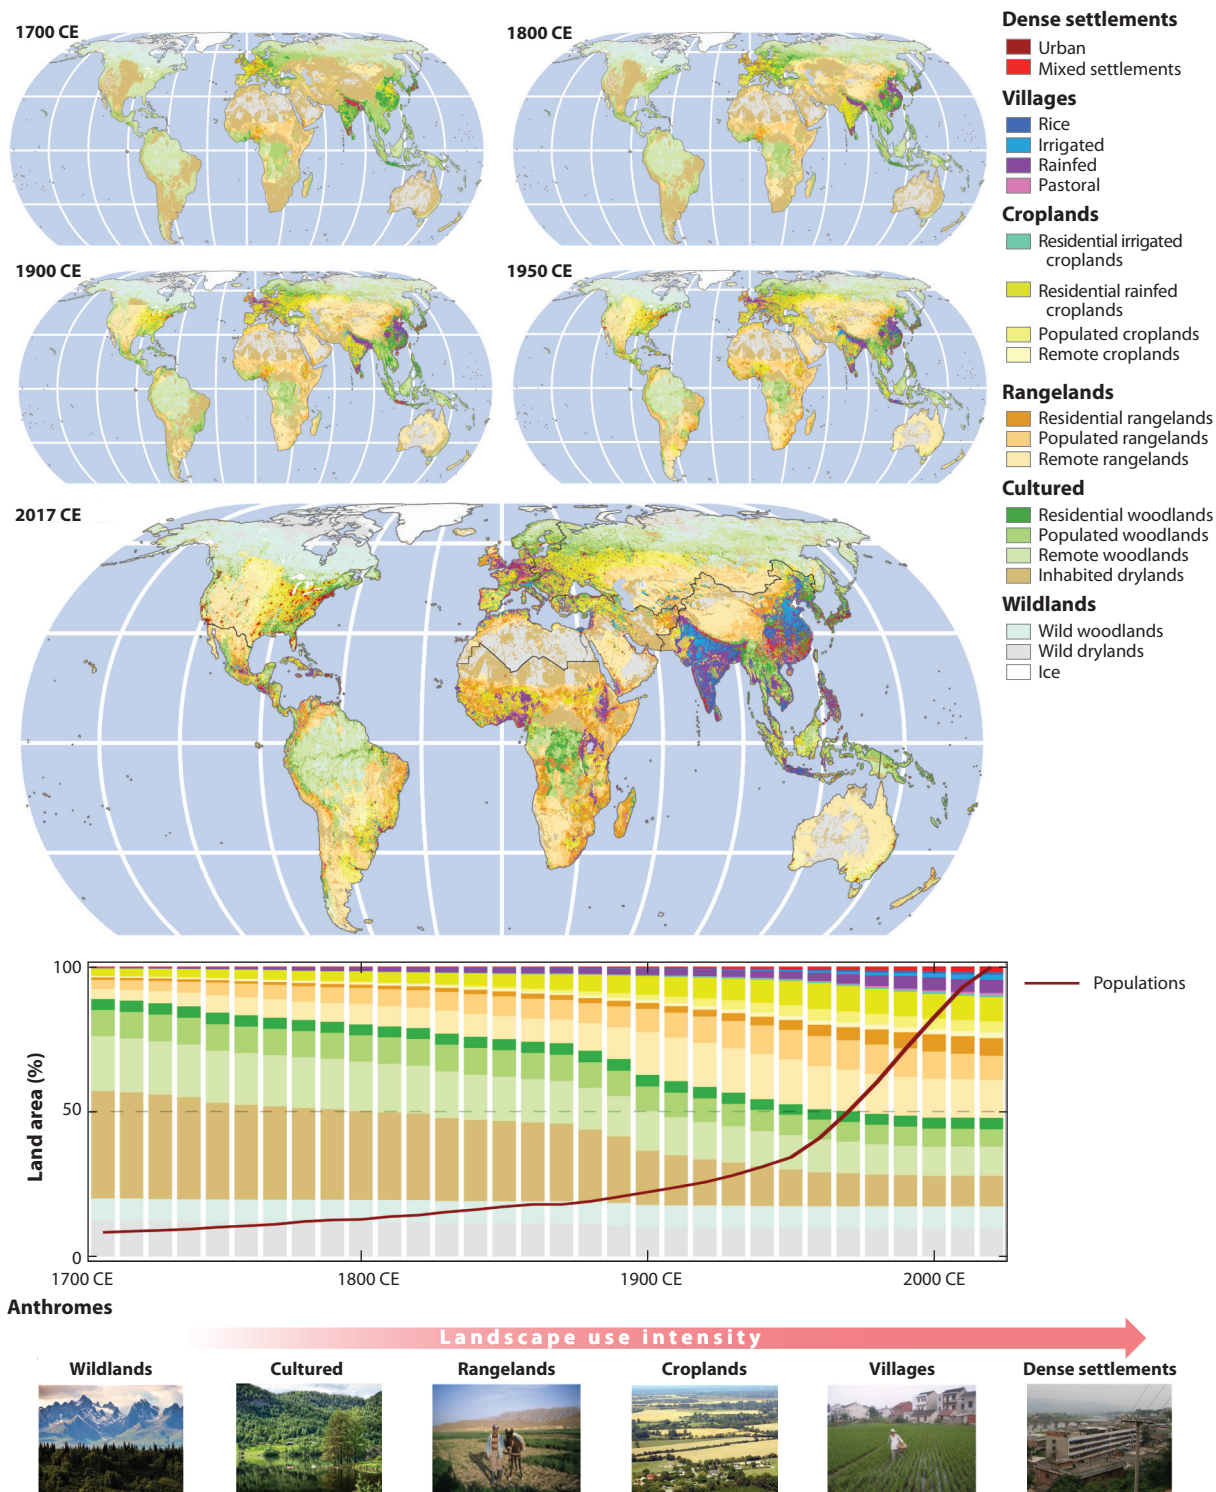 1700 CE
1800 CE
1900 CE
1950 CE
2017 CE
Dense settlements
Urban
Mixed settlements
Villages
Rice
Irrigated
Rainfed
Pastoral
Croplands
Residential irrigated
croplands
Residential rainfed
croplands
Populated croplands
Remote croplands
Rangelands
Residential rangelands
Populated rangelands
Remote rangelands
Cultured
Residential woodlands
Populated woodlands
Remote woodlands
Inhabited drylands
Wildlands
Wild woodlands
Wild drylands
Ice
100
50
0
Land area (%)
1700 CE
1800 CE
1900 CE
2000 CE
Populations
Anthromes
Landscape use intensity
Wildlands
Cultured
Rangelands
Croplands
Villages
Dense settlements